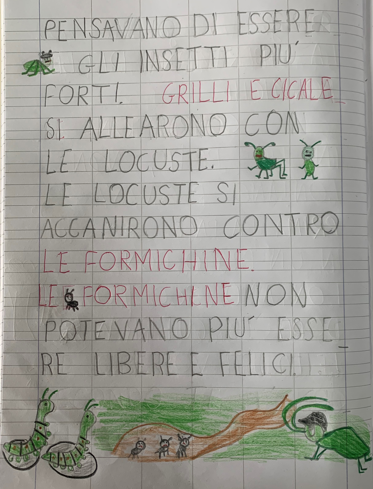 PENSAVANO DI ESSERE
GLI INSETTI PIU'
FORTI. GRILLI E CICALE
SI ALLEARONO CON
LE LOCUSTE.
LE LOCUSTE SI
ACCANIRONO CONTRO
LE FORMICHINE.
LE FORMICHINE NON
POTEVANO PIU' ESSE_
RE LIBERE E FELICI.